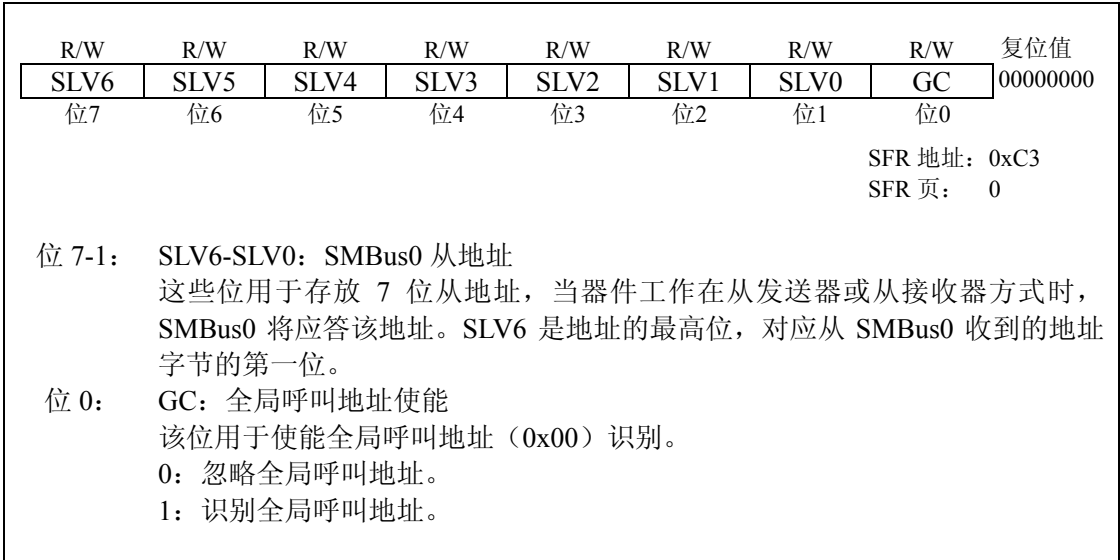 R/W R/W R/W R/W R/W R/W R/W R/W 复位值
SLV6 SLV5 SLV4 SLV3 SLV2 SLV1 SLV0 GC 00000000
位7 位6 位5 位4 位3 位2 位1 位0
SFR 地址： 0xC3
SFR 页： 0
位 7-1： SLV6-SLV0：SMBus0 从地址
这些位用于存放 7 位从地址，当器件工作在从发送器或从接收器方式时，
SMBus0 将应答该地址。SLV6 是地址的最高位，对应从 SMBus0 收到的地址
字节的第一位。
位 0： GC：全局呼叫地址使能
该位用于使能全局呼叫地址（0x00）识别。
0：忽略全局呼叫地址。
1：识别全局呼叫地址。